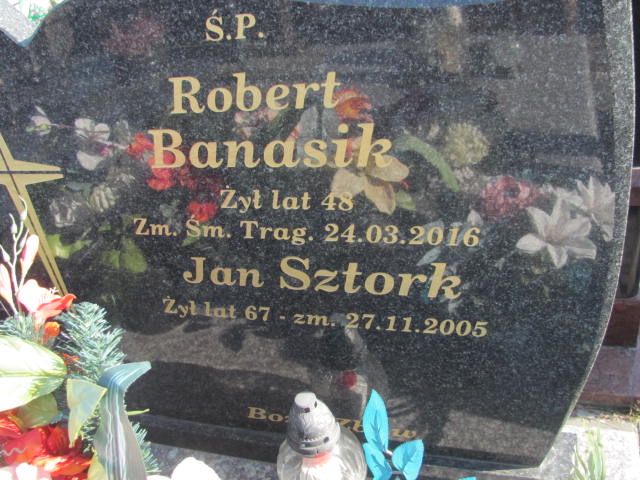 Ś.P.
Robert
Banasik
Żył lat 48
Zm. Śm. Trag. 24.03.2016
Jan Sztork
Żył lat 67 - zm. 27.11.2005